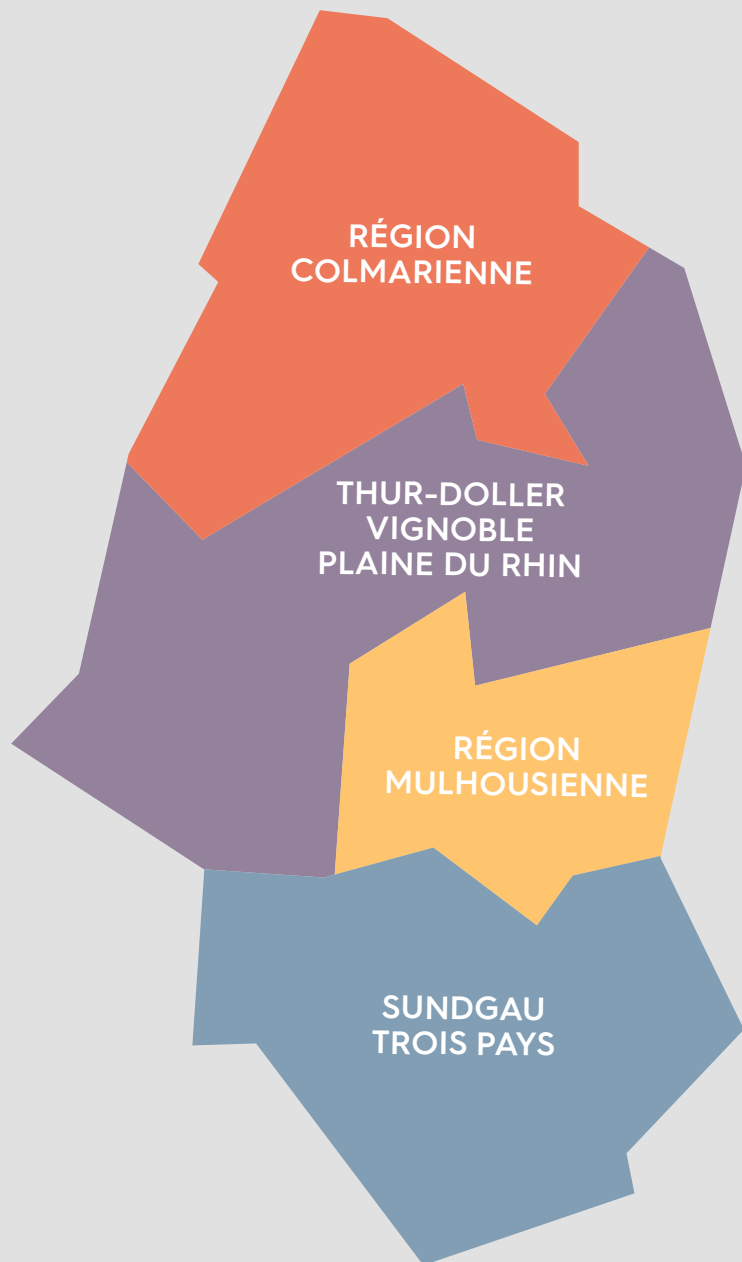 RÉGION
COLMARIENNE
THUR-DOLLER
VIGNOBLE
PLAINE DU RHIN
RÉGION
MULHOUSIENNE
SUNDGAU
TROIS PAYS